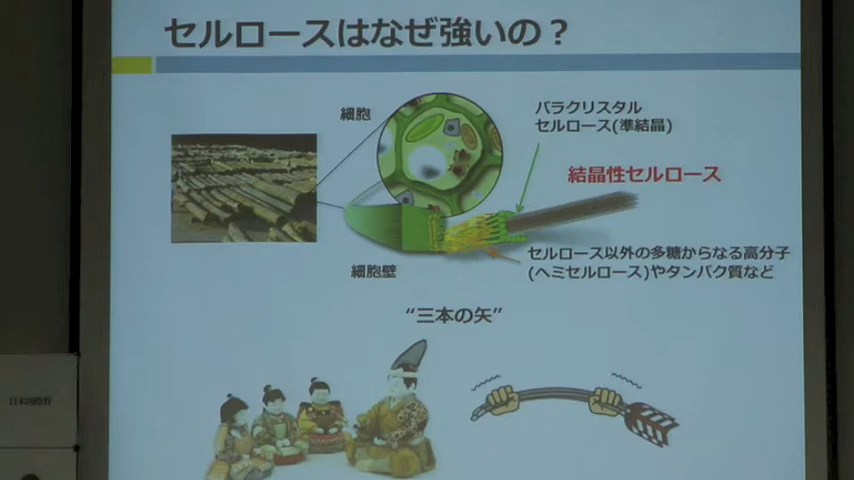 セルロースはなぜ強いの？
細胞
パラクリスタル
セルロース(準結晶)
結晶性セルロース
セルロース以外の多糖からなる高分子
(ヘミセルロース)やタンパク質など
細胞壁
“三本の矢”